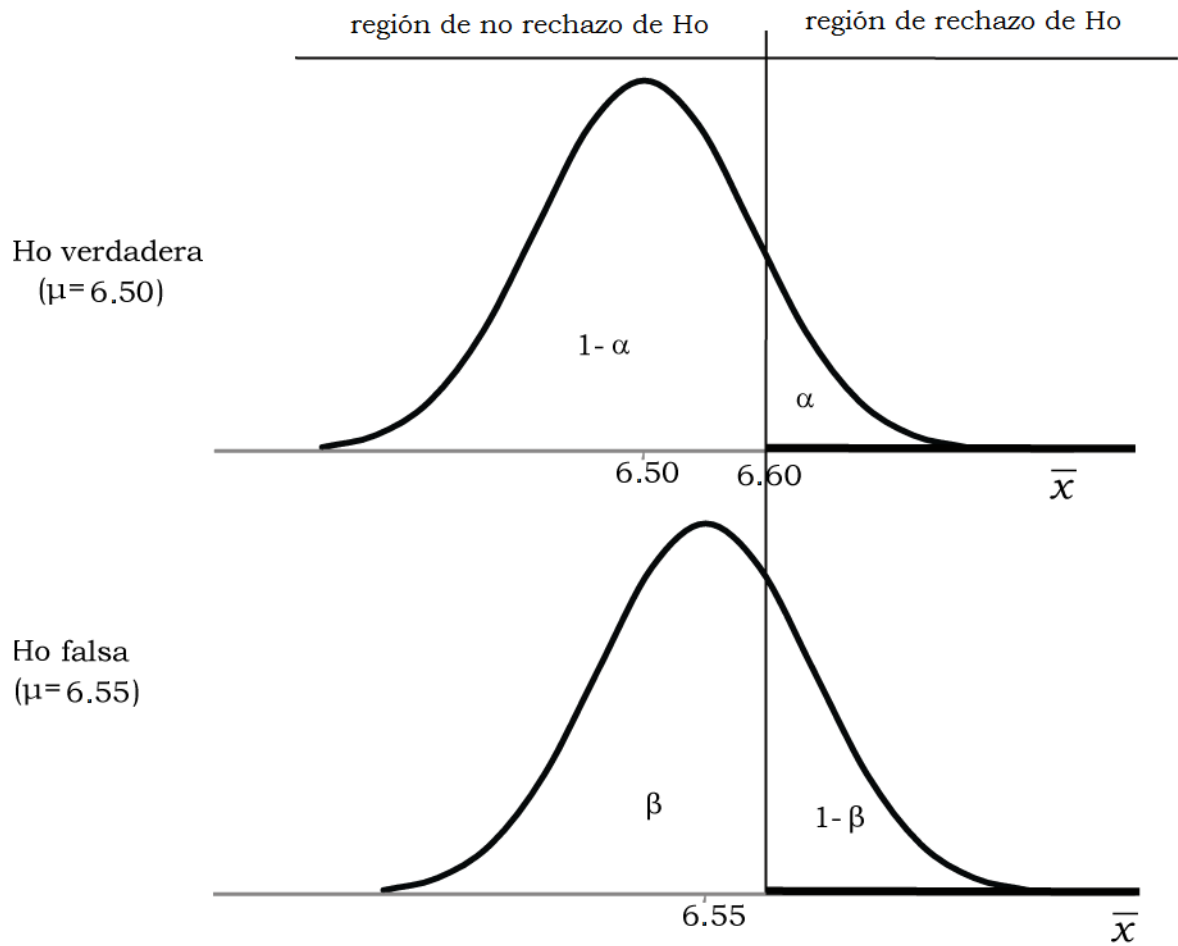 región de no rechazo de Ho
región de rechazo de Ho
Ho verdadera
(μ=6.50)
1-α
α
6.50
6.60
x̅
Ho falsa
(μ=6.55)
β
1-β
6.55
x̅